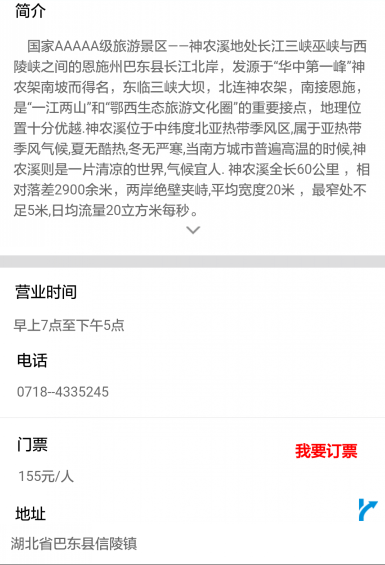 简介
国家AAAAA级旅游景区——神农溪地处长江三峡巫峡与西
陵峡之间的恩施州巴东县长江北岸，发源于“华中第一峰”神
农架南坡而得名，东临三峡大坝，北连神农架，南接恩施，
是“一江两山”和“鄂西生态旅游文化圈”的重要接点，地理位
置十分优越.神农溪位于中纬度北亚热带季风区,属于亚热带
季风气候,夏无酷热,冬无严寒,当南方城市普遍高温的时候,神
农溪则是一片清凉的世界,气候宜人. 神农溪全长60公里 ，相
对落差2900余米，两岸绝壁夹峙,平均宽度20米 ，最窄处不
足5米,日均流量20立方米每秒。
营业时间
早上7点至下午5点
电话
0718--4335245
门票
我要订票
155元/人
地址
湖北省巴东县信陵镇